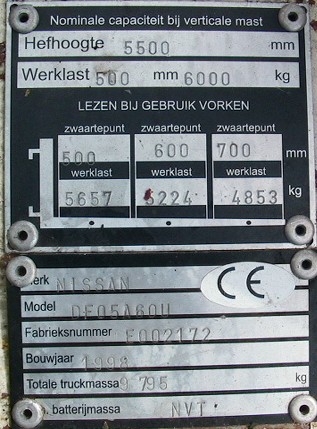 Nominale capaciteit bij verticale mast
Hefhoogte 5500 mm
Werklast 500 mm 6000 kg
LEZEN BIJ GEBRUIK VORKEN
zwaartepunt zwaartepunt zwaartepunt
500 600 700 mm
werklast werklast werklast
5657 5224 4853 kg
Merk NISSAN CE
Model
Fabrieksnummer E002172
Bouwjaar 1998
Totale truckmassa 9795 kg
batterijmassa NVT